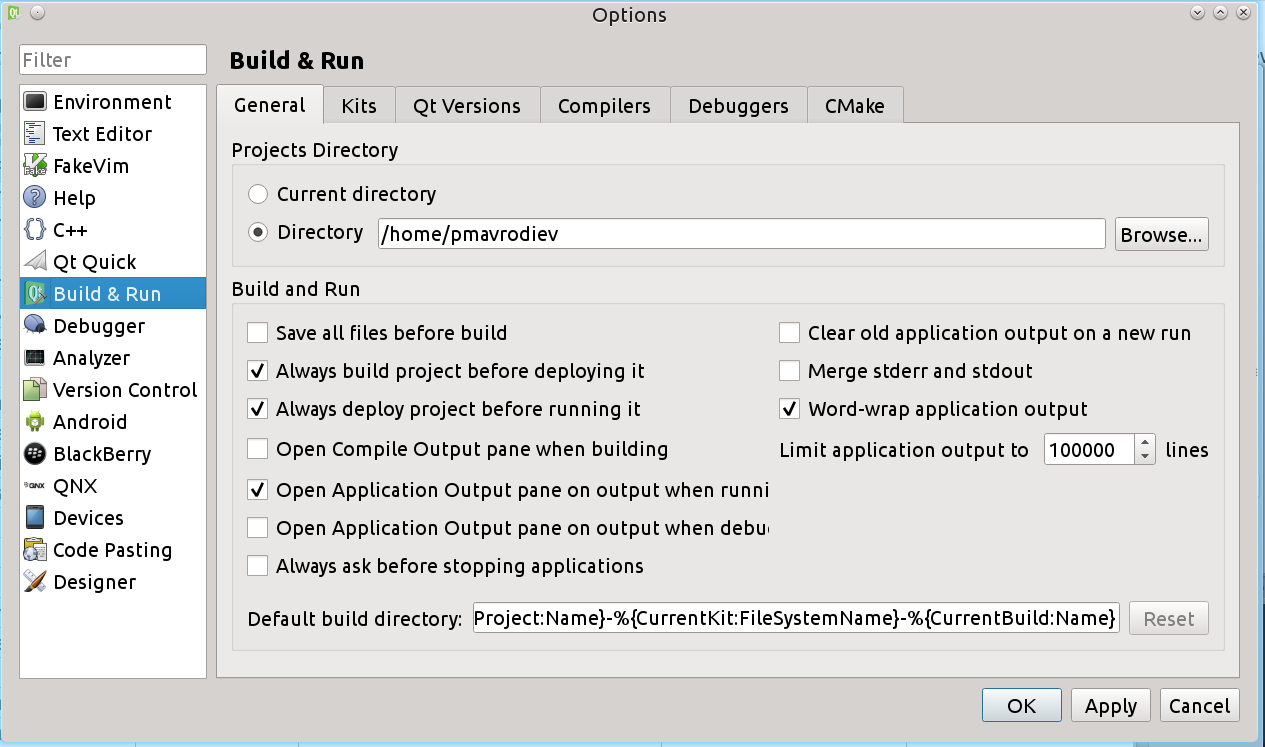 Options
Filter
Environment
Text Editor
FakeVim
Help
C++
Qt Quick
Build & Run
Debugger
Analyzer
Version Control
Android
BlackBerry
QNX
Devices
Code Pasting
Designer
Build & Run
General Kits Qt Versions Compilers Debuggers CMake
Projects Directory
Current directory
Directory /home/pmavrodiev Browse...
Build and Run
Save all files before build
Always build project before deploying it
Always deploy project before running it
Open Compile Output pane when building
Open Application Output pane on output when runni
Open Application Output pane on output when debu
Always ask before stopping applications
Clear old application output on a new run
Merge stderr and stdout
Word-wrap application output
Limit application output to 100000 lines
Default build directory: Project:Name}-%{CurrentKit:FileSystemName}-%{CurrentBuild:Name} Reset
OK Apply Cancel